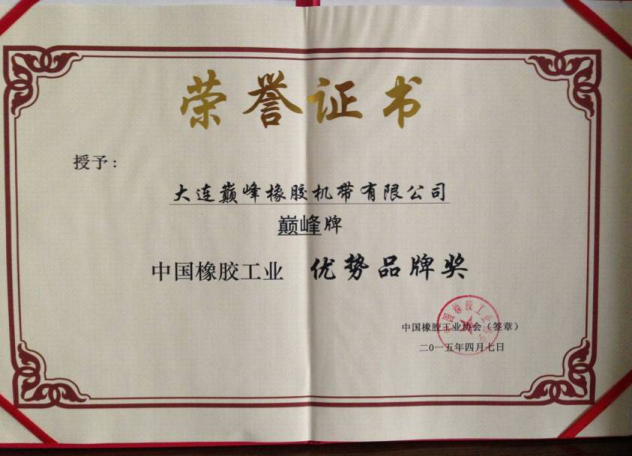 荣誉证书
授予：
大连巅峰橡胶机带有限公司
巅峰牌
中国橡胶工业 优势品牌奖
中国橡胶工业协会（签章）
二〇一五年四月七日